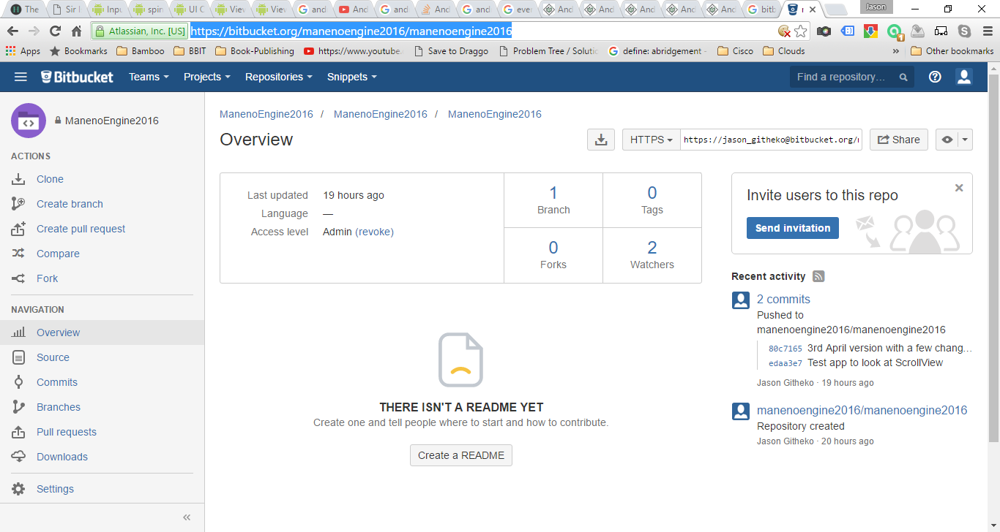 The
Sir
Inpu
spin
UI C
View
View
and
And
and
And
and
ever
And
And
And
And
And
bitb
Jason
Atlassian, Inc. [US]
https://bitbucket.org/manenoengine2016/manenoengine2016
Apps
Bookmarks
Bamboo
BBIT
Book-Publishing
https://www.youtube.
Save to Draggo
Problem Tree / Solutio
define: abridgement -
Cisco
Clouds
»
Other bookmarks
Bitbucket
Teams
Projects
Repositories
Snippets
Find a repository...
ManenoEngine2016
ACTIONS
Clone
Create branch
Create pull request
Compare
Fork
NAVIGATION
Overview
Source
Commits
Branches
Pull requests
Downloads
Settings
«
ManenoEngine2016 / ManenoEngine2016 / ManenoEngine2016
Overview
HTTPS
https://jason_githeko@bitbucket.org/
Share
Last updated 19 hours ago
Language —
Access level Admin (revoke)
1
Branch
0
Tags
0
Forks
2
Watchers
THERE ISN'T A README YET
Create one and tell people where to start and how to contribute.
Create a README
Invite users to this repo
Send invitation
Recent activity
2 commits
Pushed to
manenoengine2016/manenoengine2016
80c7165 3rd April version with a few chang...
edaa3e7 Test app to look at ScrollView
Jason Githeko · 19 hours ago
manenoengine2016/manenoengine2016
Repository created
Jason Githeko · 20 hours ago